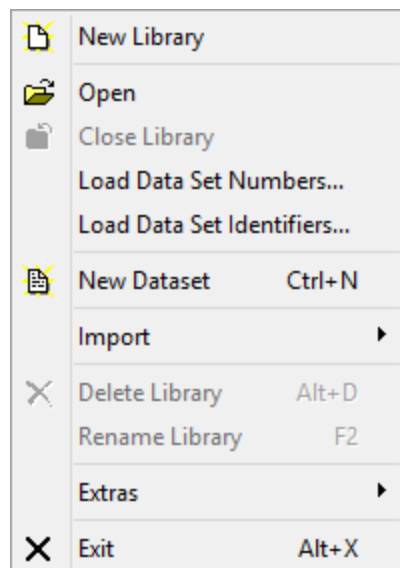 New Library
Open
Close Library
Load Data Set Numbers...
Load Data Set Identifiers...
New Dataset Ctrl+N
Import
Delete Library Alt+D
Rename Library F2
Extras
Exit Alt+X